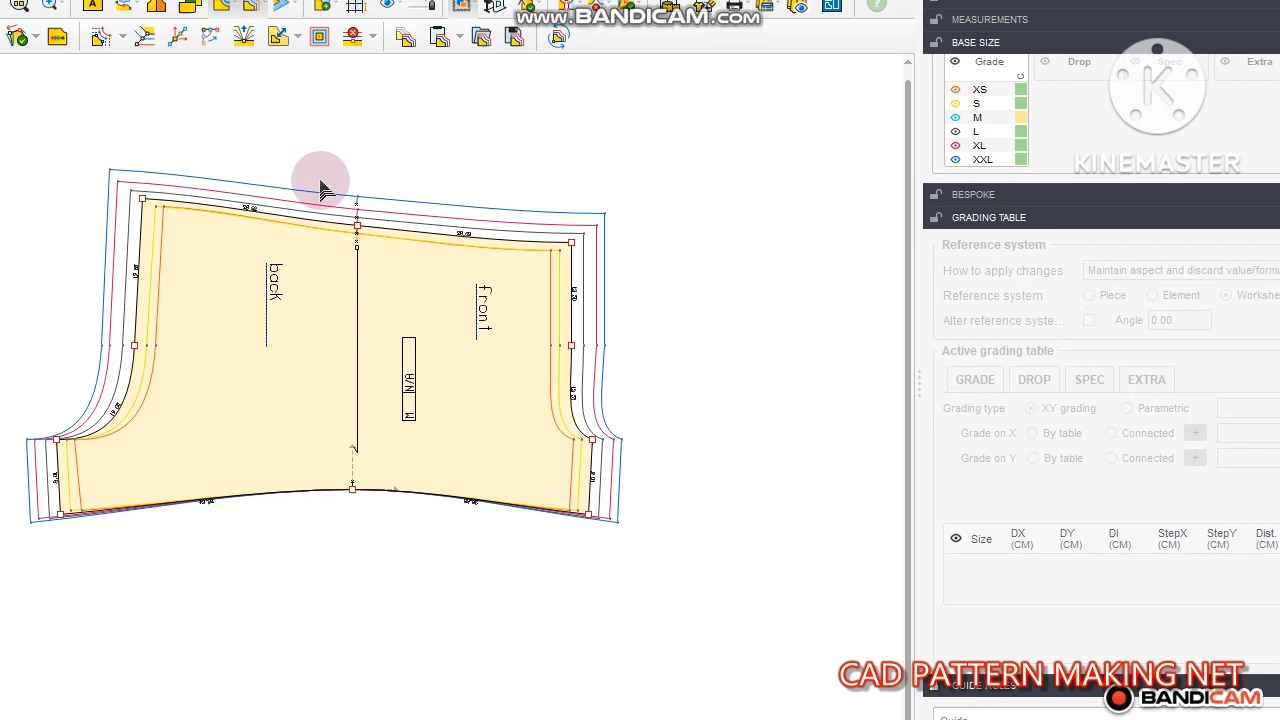 www.BANDICAM.com
MEASUREMENTS
BASE SIZE
Grade
Drop
Spec
Extra
XS
S
M
L
XL
XXL
KINEMASTER
BESPOKE
GRADING TABLE
Reference system
How to apply changes
Maintain aspect and discard value/formu
Reference system
Piece
Element
Workshe
Alter reference syste...
Angle
0.00
Active grading table
GRADE
DROP
SPEC
EXTRA
Grading type
XY grading
Parametric
Grade on X
By table
Connected
+
Grade on Y
By table
Connected
+
Size
DX (CM)
DY (CM)
DI (CM)
StepX (CM)
StepY (CM)
Dist. (CM)
back
front
H/N
M
CAD PATTERN MAKING NET
GUIDE RULES
BANDICAM
Guide